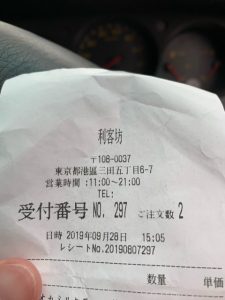 利客坊
〒108-0037
東京都港區三田五丁目6-7
営業時間:11:00~21:00
TEL:
受付番号 NO. 297 ご注文数 2
日時 2019年09月28日 15:05
レシートNo.20190807297
数量 単価